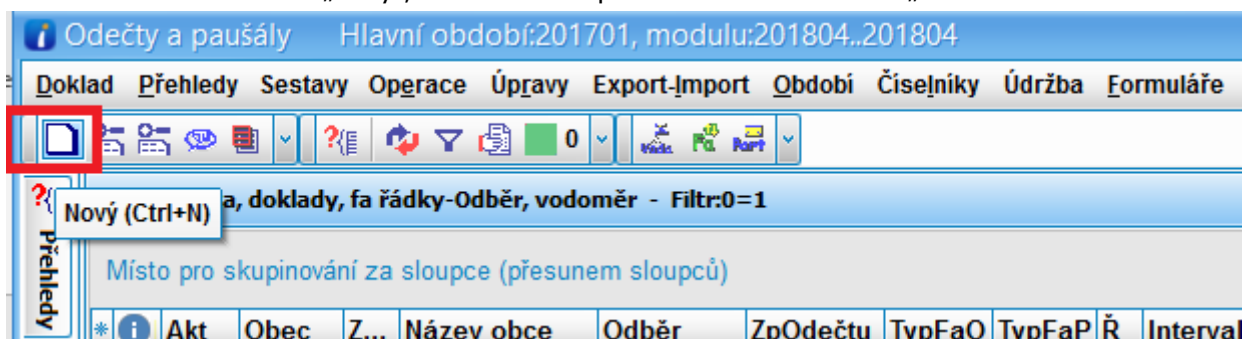 Odečty a paušály Hlavní období:201701, modulu:201804..201804
Doklad Přehledy Sestavy Operace Úpravy Export-Import Období Číselníky Údržba Formuláře
0
a, doklady, fa řádky-Odběr, vodoměr - Filtr:0=1
Nový (Ctrl+N)
Přehledy
Místo pro skupinování za sloupce (přesunem sloupců)
Akt Obec Z... Název obce Odběr ZpOdečtu TypFaO TypFaP Ř Interval